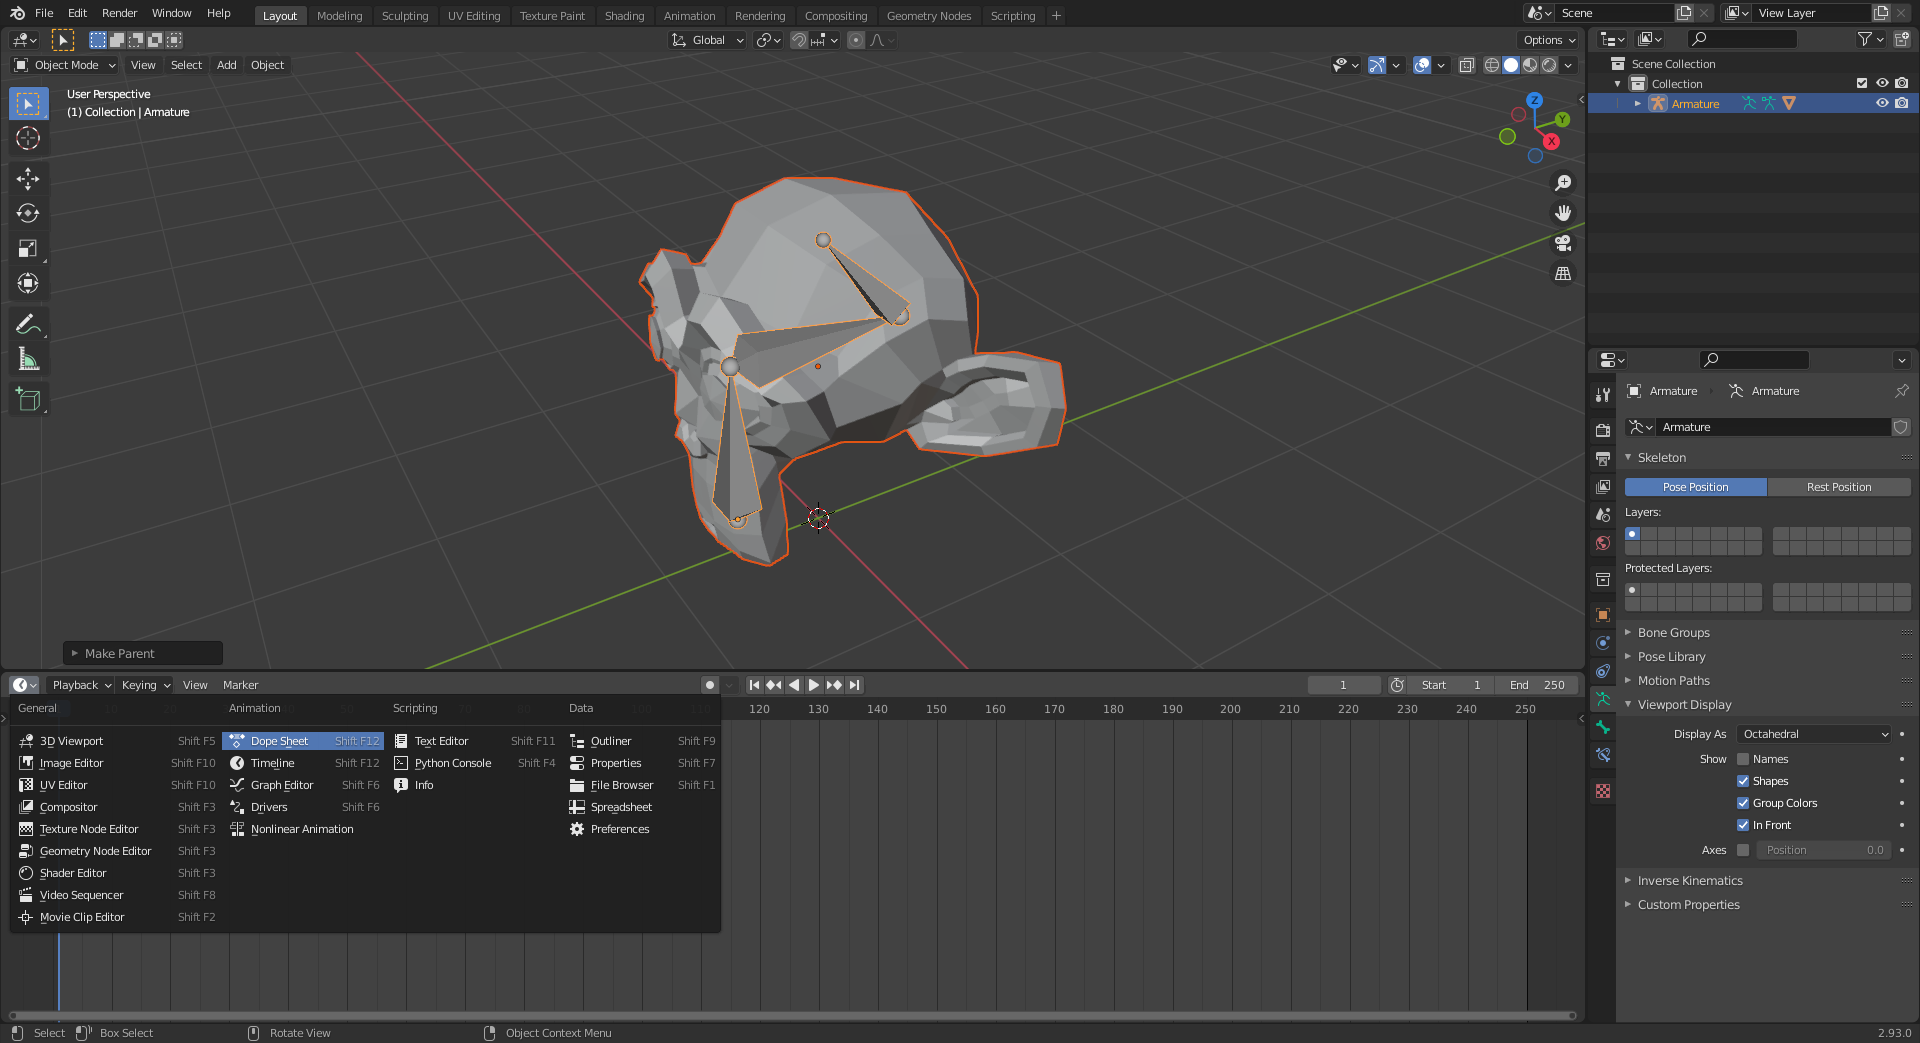 File Edit Render Window Help Layout Modeling Sculpting UV Editing Texture Paint Shading Animation Rendering Compositing Geometry Nodes Scripting + Scene View Layer
Global Options
Object Mode View Select Add Object
User Perspective
(1) Collection | Armature
Z
Y
X
Make Parent
Scene Collection
Collection
Armature
Armature Armature
Armature
Skeleton
Pose Position Rest Position
Layers:
Protected Layers:
Bone Groups
Pose Library
Motion Paths
Viewport Display
Display As Octahedral
Show Names
Shapes
Group Colors
In Front
Axes Position 0.0
Inverse Kinematics
Custom Properties
Playback Keying View Marker 1 Start 1 End 250
120 130 140 150 160 170 180 190 200 210 220 230 240 250
General Animation Scripting Data
3D Viewport Shift F5 Dope Sheet Shift F12 Text Editor Shift F11 Outliner Shift F9
Image Editor Shift F10 Timeline Shift F12 Python Console Shift F4 Properties Shift F7
UV Editor Shift F10 Graph Editor Shift F6 Info File Browser Shift F1
Compositor Shift F3 Drivers Shift F6 Spreadsheet
Texture Node Editor Shift F3 Nonlinear Animation Preferences
Geometry Node Editor Shift F3
Shader Editor Shift F3
Video Sequencer Shift F8
Movie Clip Editor Shift F2
Select Box Select Rotate View Object Context Menu 2.93.0